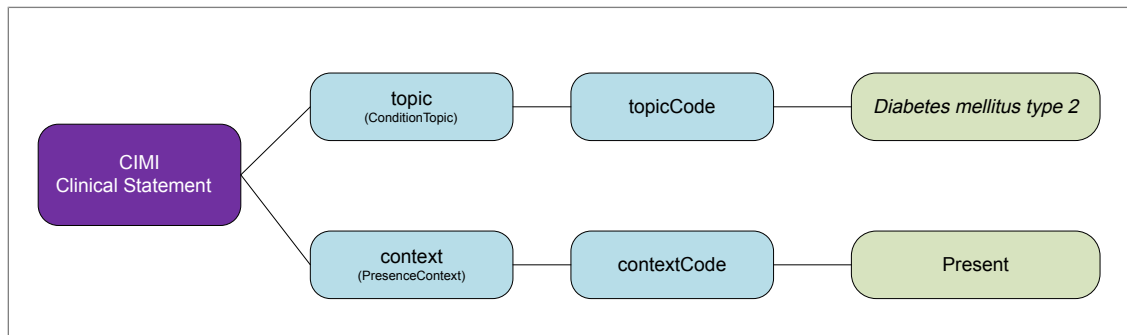 CIMI
Clinical Statement
topic
(ConditionTopic)
topicCode
Diabetes mellitus type 2
context
(PresenceContext)
contextCode
Present